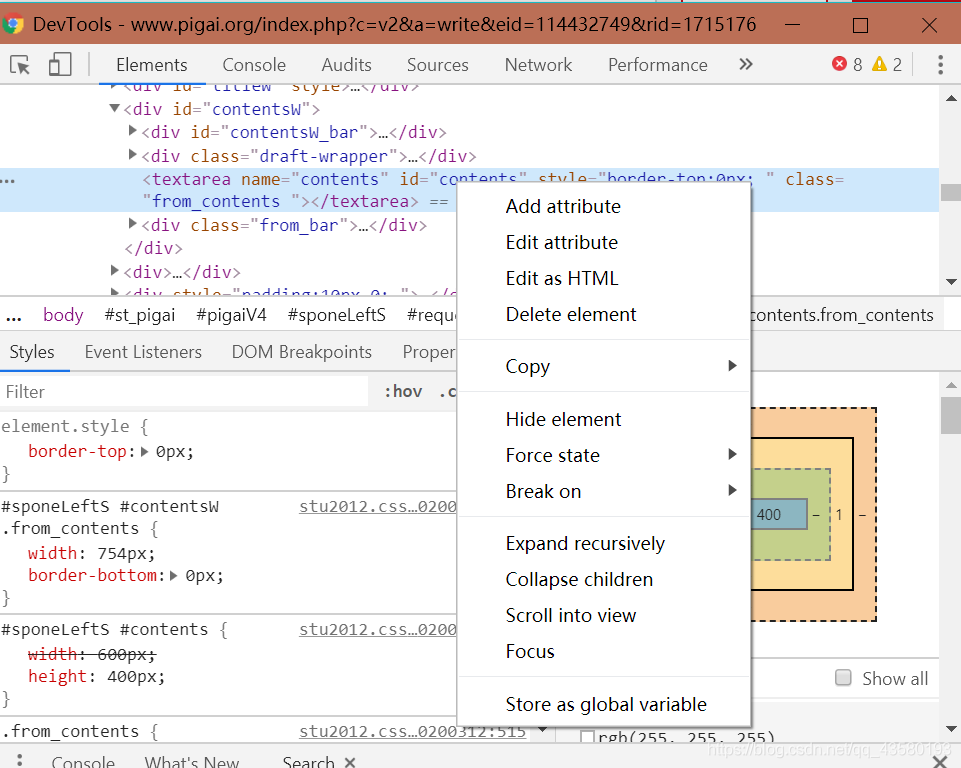 DevTools - www.pigai.org/index.php?c=v2&a=write&eid=114432749&rid=1715176
Elements Console Audits Sources Network Performance » 8 2
<div id="titleW" style>…</div>
<div id="contentsW">
<div id="contentsW_bar">…</div>
<div class="draft-wrapper">…</div>
… <textarea name="contents" id="contents" style="border-top:0px; " class=
"from_contents "></textarea> ==
<div class="from_bar">…</div>
</div>
<div>…</div>
<div style="padding:10px 0; ">
… body #st_pigai #pigaiV4 #sponeLeftS #requ contents.from_contents
Styles Event Listeners DOM Breakpoints Proper
Filter :hov .c
element.style {
border-top: 0px;
}
#sponeLeftS #contentsW stu2012.css…0200
.from_contents {
width: 754px;
border-bottom: 0px;
}
#sponeLeftS #contents { stu2012.css…0200
width: 600px;
height: 400px;
}
.from_contents { stu2012.css…0200312:515
Add attribute
Edit attribute
Edit as HTML
Delete element
Copy
Hide element
Force state
Break on
Expand recursively
Collapse children
Scroll into view
Focus
Store as global variable
400 – 1 –
Show all
rgb(255, 255, 255)
https://blog.csdn.net/qq_43580193
Console What's New Search ×